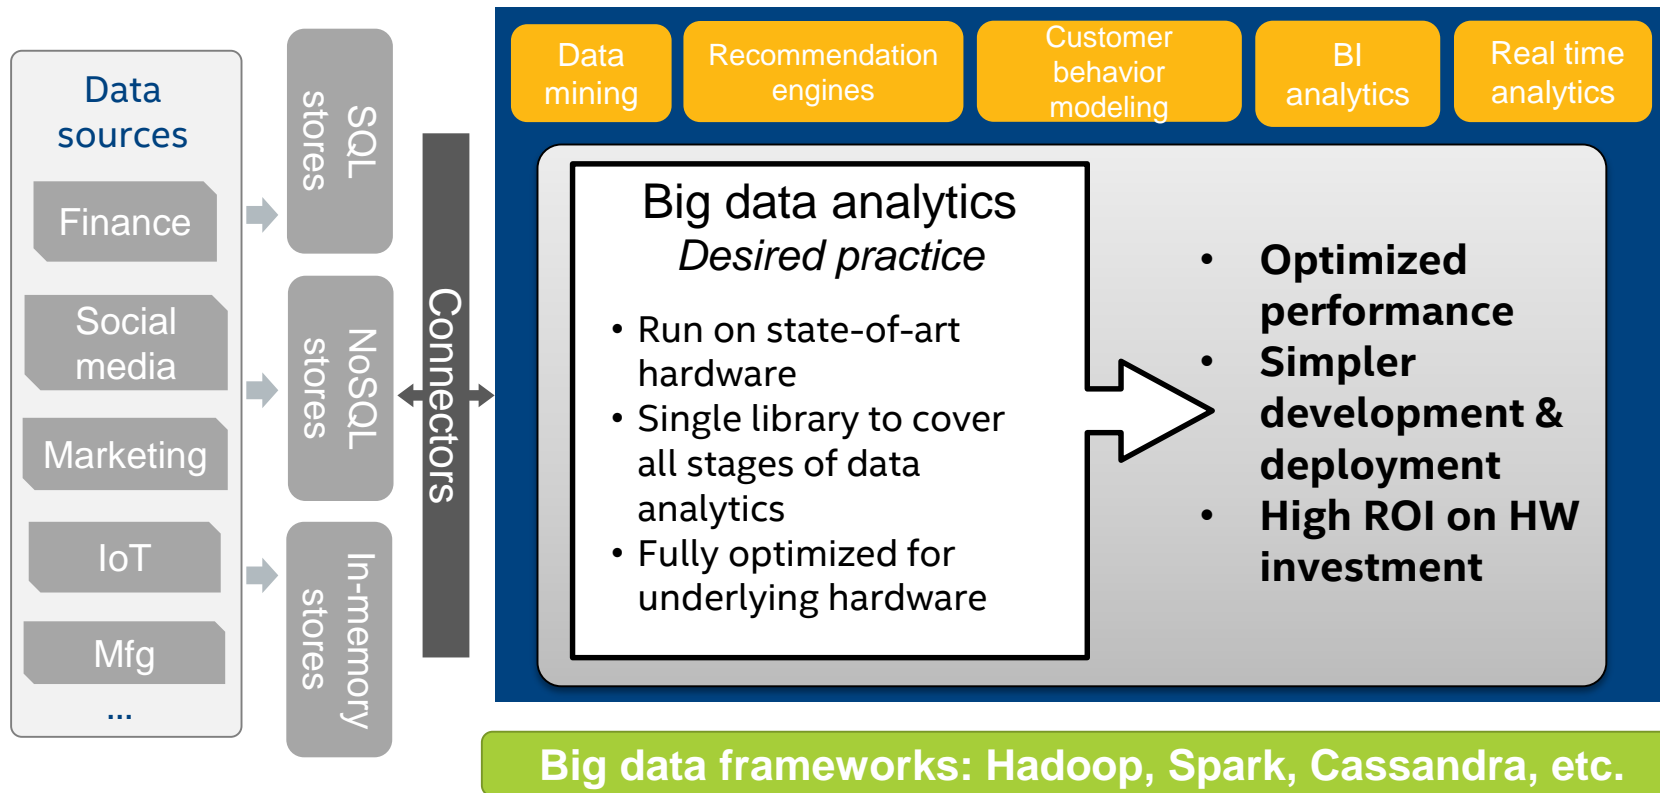 Data
sources
Finance
Social
media
Marketing
IoT
Mfg
...
SQL
stores
NoSQL
stores
In-memory
stores
Connectors
Data
mining
Recommendation
engines
Customer
behavior
modeling
BI
analytics
Real time
analytics
Big data analytics
Desired practice
• Run on state-of-art
hardware
• Single library to cover
all stages of data
analytics
• Fully optimized for
underlying hardware
• Optimized
performance
• Simpler
development &
deployment
• High ROI on HW
investment
Big data frameworks: Hadoop, Spark, Cassandra, etc.